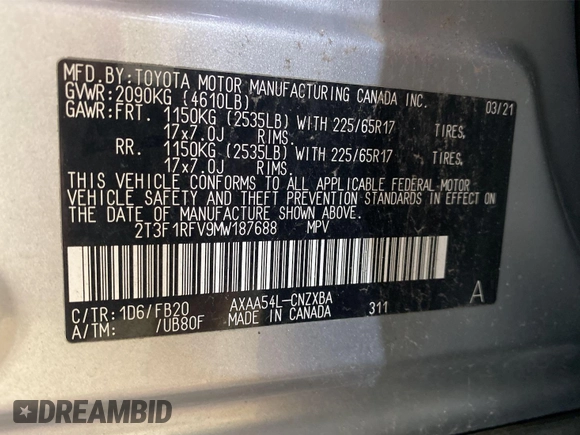 MFD.BY:TOYOTA MOTOR MANUFACTURING CANADA INC.
GVWR:2090KG (4610LB) 03/21
GAWR:FRT. 1150KG (2535LB) WITH 225/65R17 TIRES,
17x7.0J RIMS.
RR. 1150KG (2535LB) WITH 225/65R17 TIRES,
17x7.0J RIMS.
THIS VEHICLE CONFORMS TO ALL APPLICABLE FEDERAL MOTOR
VEHICLE SAFETY AND THEFT PREVENTION STANDARDS IN EFFECT ON
THE DATE OF MANUFACTURE SHOWN ABOVE.
2T3F1RFV9MW187688 MPV
C/TR:1D6/FB20 AXAA54L-CNZXBA 311 A
A/TM: /UB80F MADE IN CANADA
DREAMBID